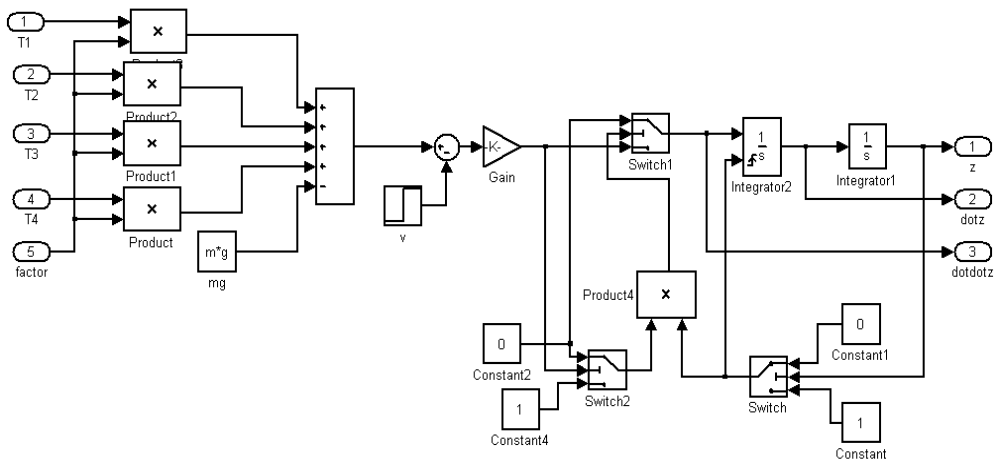 1
T1
×
Product3
2
T2
×
Product2
3
T3
×
Product1
4
T4
×
Product
5
factor
m*g
mg
+
+
+
+
−
v
+
−
-K-
Gain
Switch1
1
s
Integrator2
1
s
Integrator1
1
z
2
dotz
3
dotdotz
×
Product4
0
Constant2
1
Constant4
Switch2
0
Constant1
Switch
1
Constant